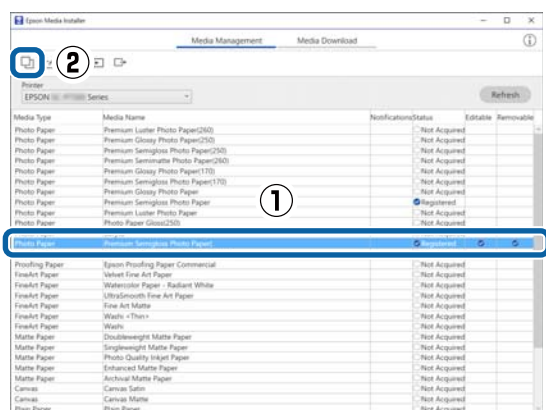 Epson Media Installer
Media Management Media Download
②
Printer
EPSON Series
Refresh
Media Type Media Name Notifications Status Editable Removable
Photo Paper Premium Luster Photo Paper(260) Not Acquired
Photo Paper Premium Glossy Photo Paper(250) Not Acquired
Photo Paper Premium Semigloss Photo Paper(250) Not Acquired
Photo Paper Premium Semimatte Photo Paper(260) Not Acquired
Photo Paper Premium Glossy Photo Paper(170) Not Acquired
Photo Paper Premium Semigloss Photo Paper(170) Not Acquired
Photo Paper Premium Glossy Photo Paper Not Acquired
Photo Paper Premium Semigloss Photo Paper Registered
Photo Paper Premium Luster Photo Paper Not Acquired
Photo Paper Photo Paper Gloss(250) Not Acquired
①
Photo Paper Premium Semigloss Photo Paper( Registered
Proofing Paper Epson Proofing Paper Commercial Not Acquired
FineArt Paper Velvet Fine Art Paper Not Acquired
FineArt Paper Watercolor Paper - Radiant White Not Acquired
FineArt Paper UltraSmooth Fine Art Paper Not Acquired
FineArt Paper Fine Art Matte Not Acquired
FineArt Paper Washi <Thin> Not Acquired
FineArt Paper Washi Not Acquired
Matte Paper Doubleweight Matte Paper Not Acquired
Matte Paper Singleweight Matte Paper Not Acquired
Matte Paper Photo Quality Inkjet Paper Not Acquired
Matte Paper Enhanced Matte Paper Not Acquired
Matte Paper Archival Matte Paper Not Acquired
Canvas Canvas Satin Not Acquired
Canvas Canvas Matte Not Acquired
Plain Paper Plain Paper Not Acquired